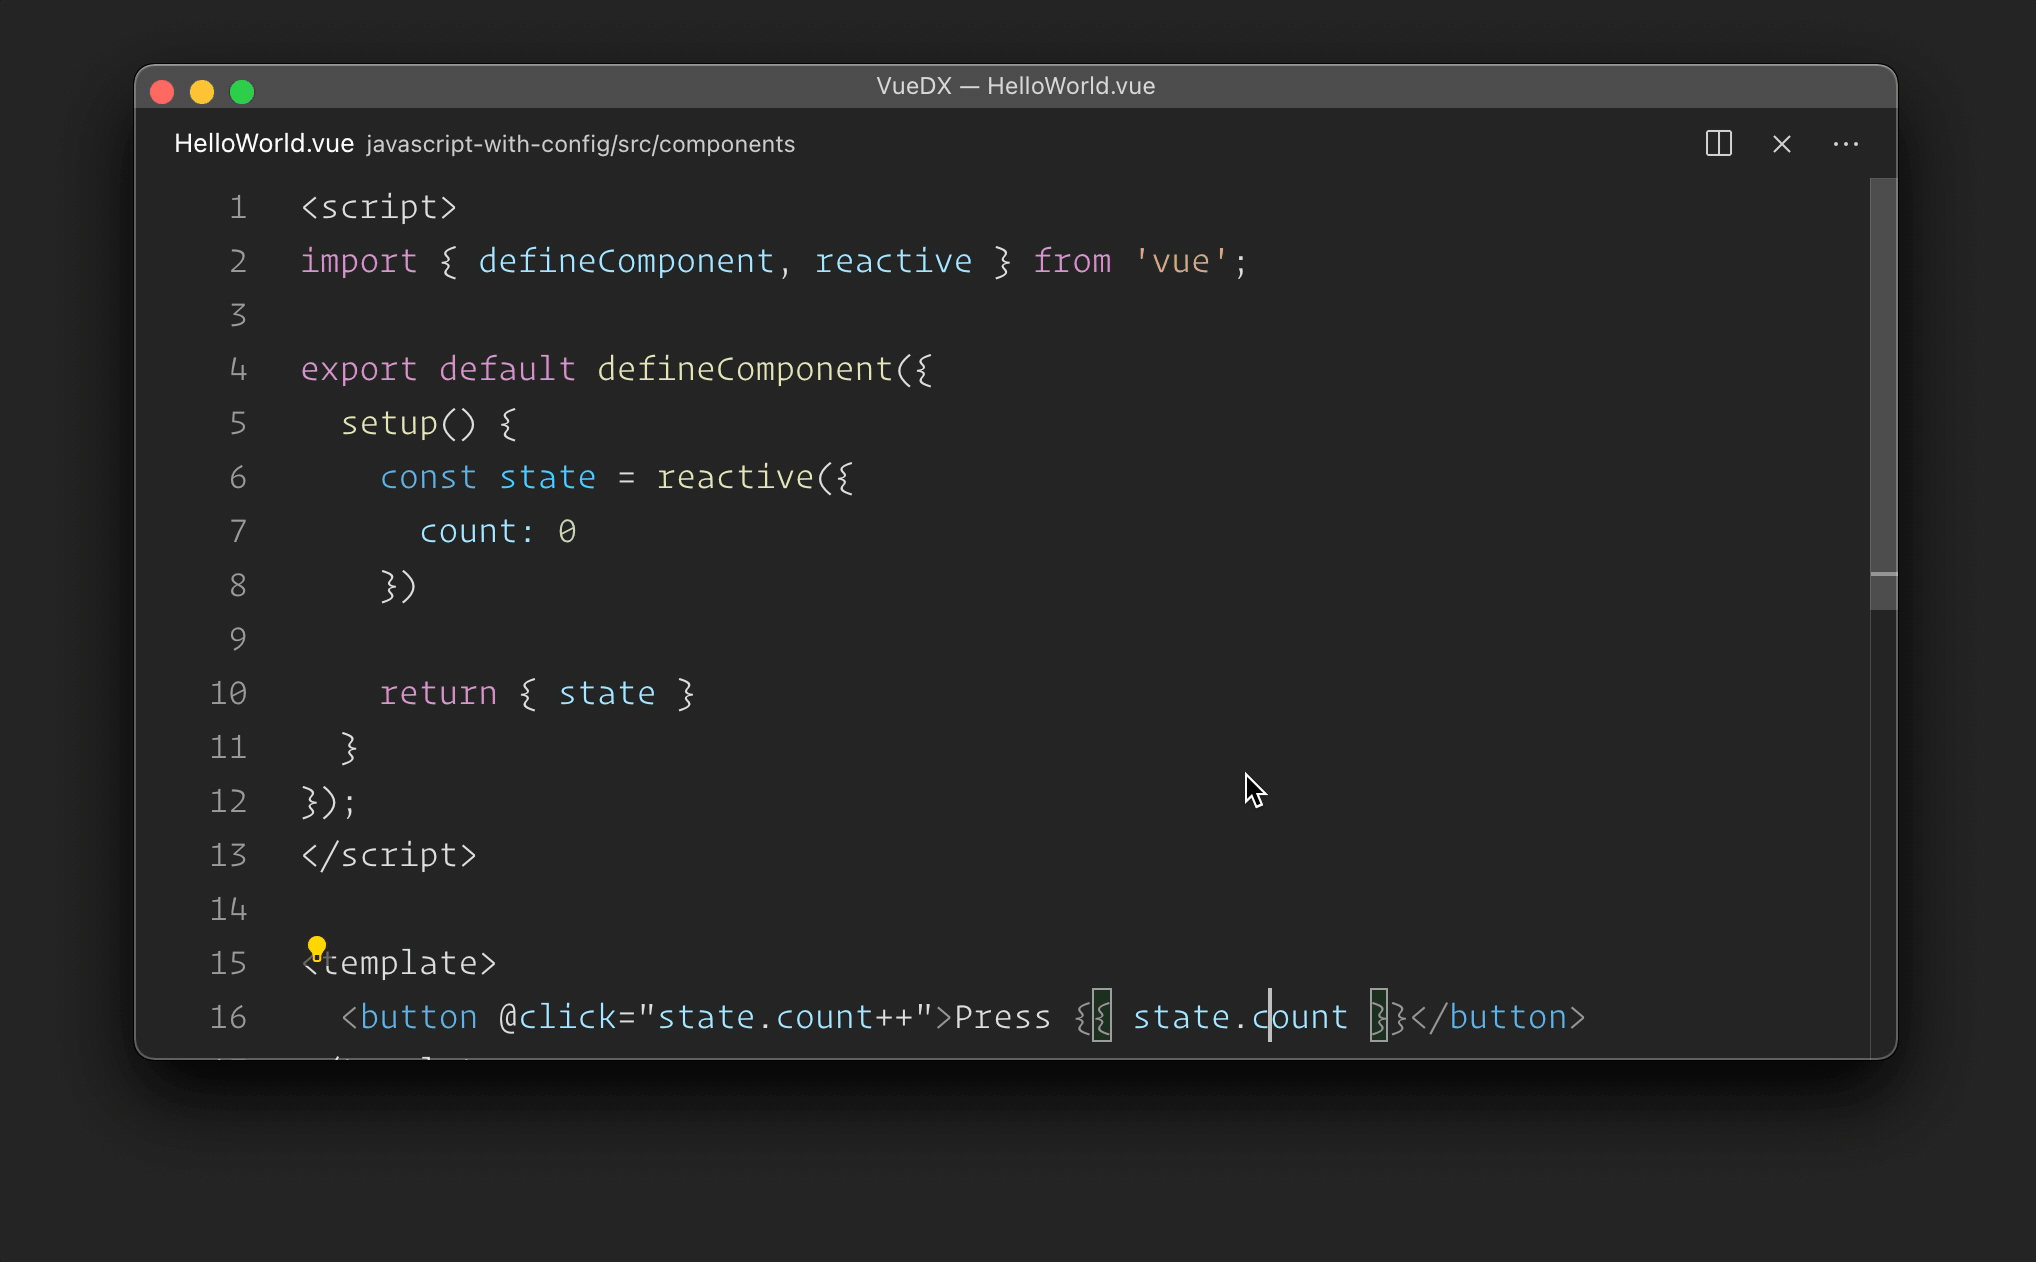 VueDX — HelloWorld.vue
HelloWorld.vue javascript-with-config/src/components
1 <script>
2 import { defineComponent, reactive } from 'vue';
3
4 export default defineComponent({
5   setup() {
6     const state = reactive({
7       count: 0
8     })
9
10     return { state }
11   }
12 });
13 </script>
14
15 <template>
16   <button @click="state.count++">Press {{ state.count }}</button>